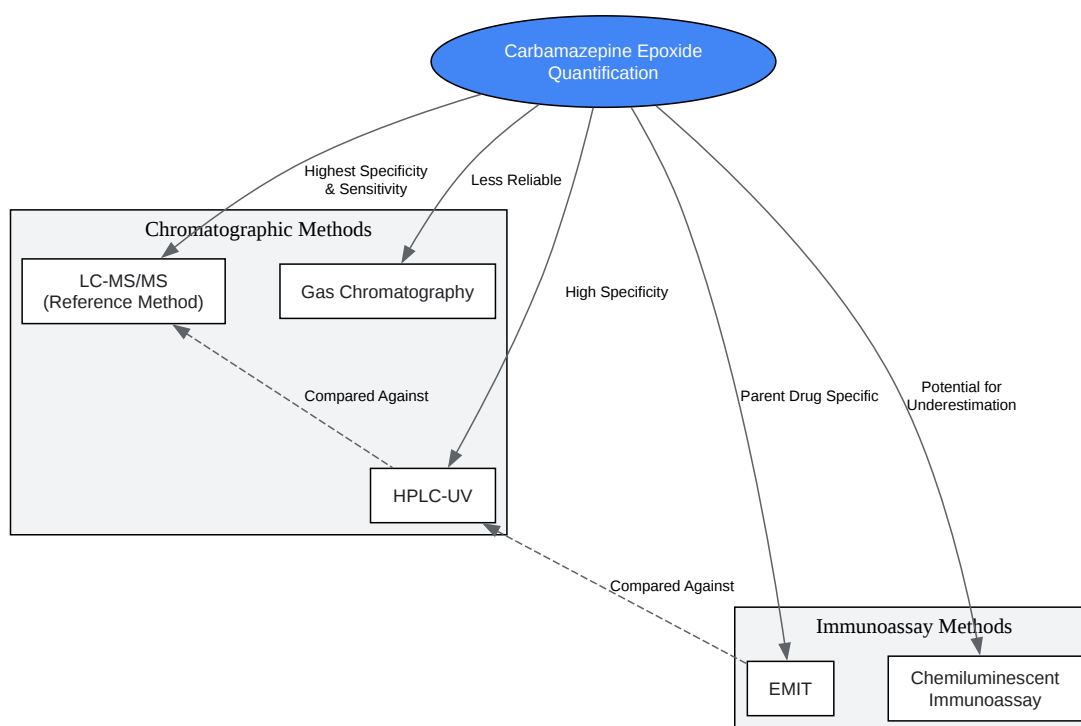 Carbamazepine Epoxide
Quantification
Highest Specificity
& Sensitivity
Less Reliable
Chromatographic Methods
LC-MS/MS
(Reference Method)
Gas Chromatography
High Specificity
Compared Against
Parent Drug Specific
Potential for
Underestimation
HPLC-UV
Compared Against
Immunoassay Methods
EMIT
Chemiluminescent
Immunoassay